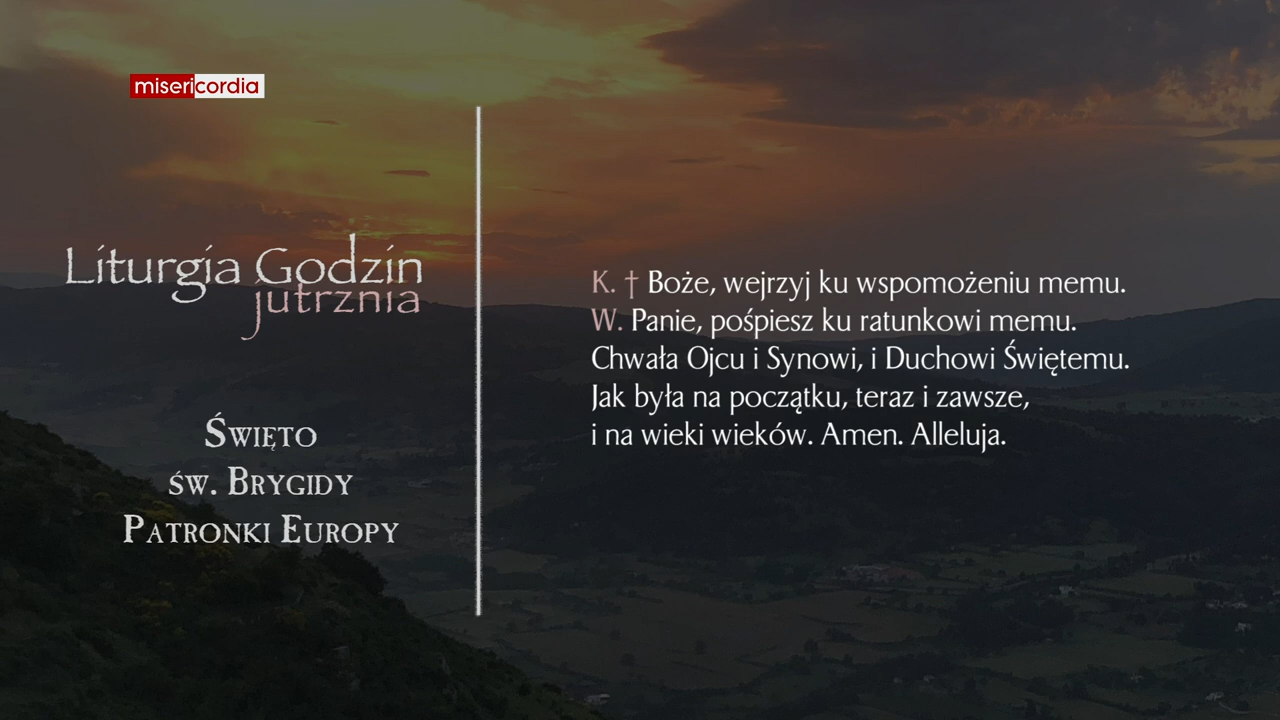 misericordia
Liturgia Godzin
jutrznia
Święto
św. Brygidy
Patronki Europy
K. † Boże, wejrzyj ku wspomożeniu memu.
W. Panie, pośpiesz ku ratunkowi memu.
Chwała Ojcu i Synowi, i Duchowi Świętemu.
Jak była na początku, teraz i zawsze,
i na wieki wieków. Amen. Alleluja.